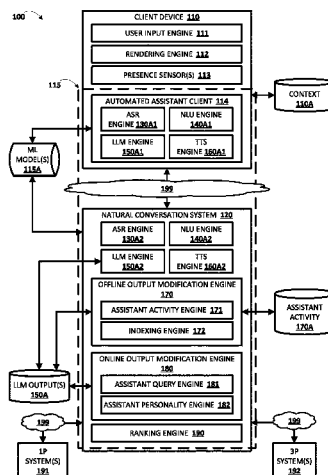 100
CLIENT DEVICE 110
USER INPUT ENGINE 111
RENDERING ENGINE 112
PRESENCE SENSOR(S) 113
115
AUTOMATED ASSISTANT CLIENT 114
ASR ENGINE 130A1
NLU ENGINE 140A1
LLM ENGINE 150A1
TTS ENGINE 160A1
CONTEXT 110A
ML MODEL(S) 115A
199
NATURAL CONVERSATION SYSTEM 120
ASR ENGINE 130A2
NLU ENGINE 140A2
LLM ENGINE 150A2
TTS ENGINE 160A2
OFFLINE OUTPUT MODIFICATION ENGINE 170
ASSISTANT ACTIVITY ENGINE 171
INDEXING ENGINE 172
ASSISTANT ACTIVITY 170A
ONLINE OUTPUT MODIFICATION ENGINE 180
ASSISTANT QUERY ENGINE 181
ASSISTANT PERSONALITY ENGINE 182
LLM OUTPUT(S) 150A
RANKING ENGINE 190
199
199
1P SYSTEM(S) 191
3P SYSTEM(S) 192